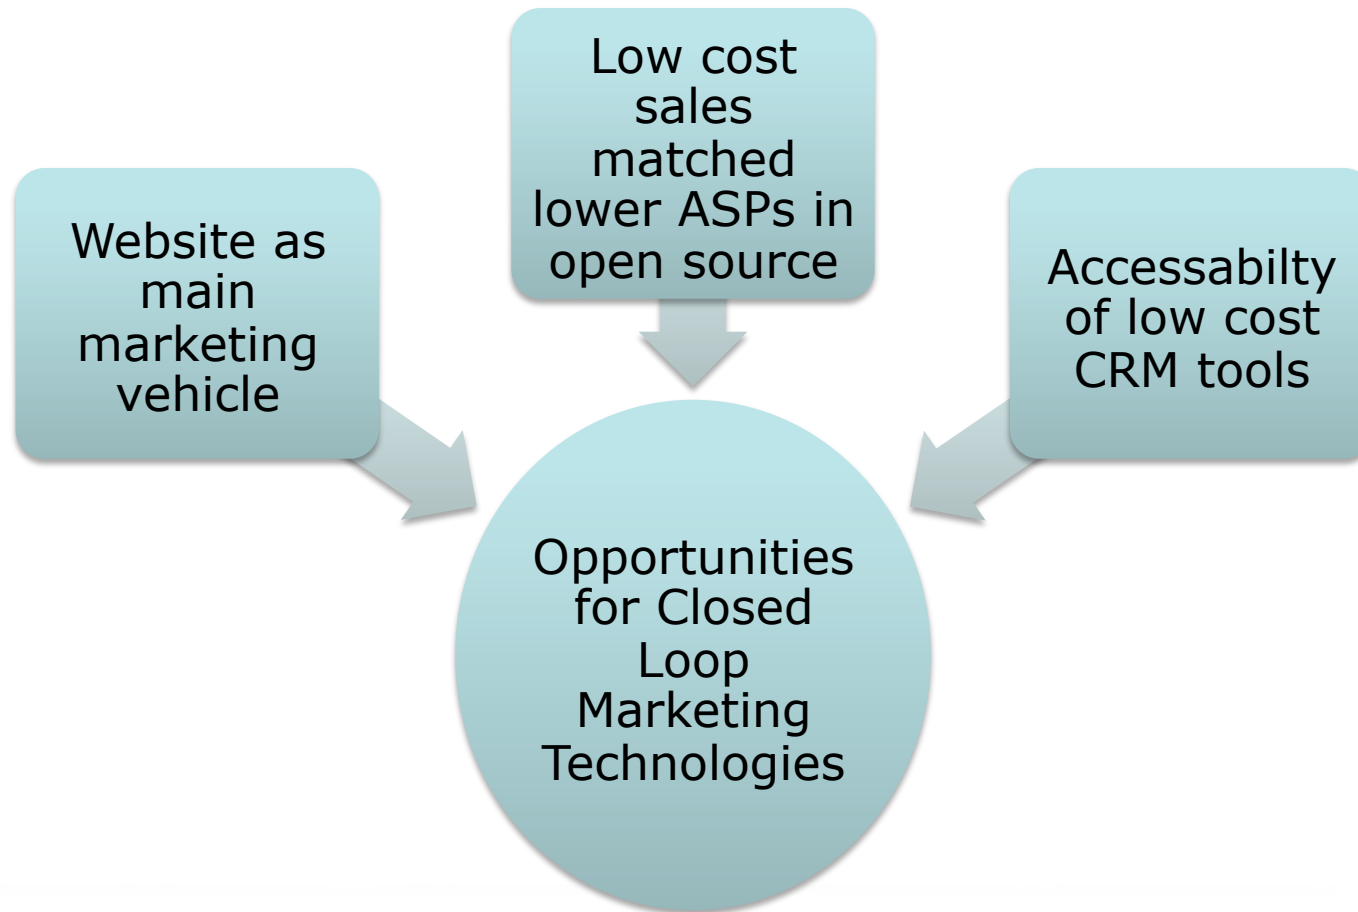 Website as
main
marketing
vehicle
Low cost
sales
matched
lower ASPs in
open source
Accessabilty
of low cost
CRM tools
Opportunities
for Closed
Loop
Marketing
Technologies